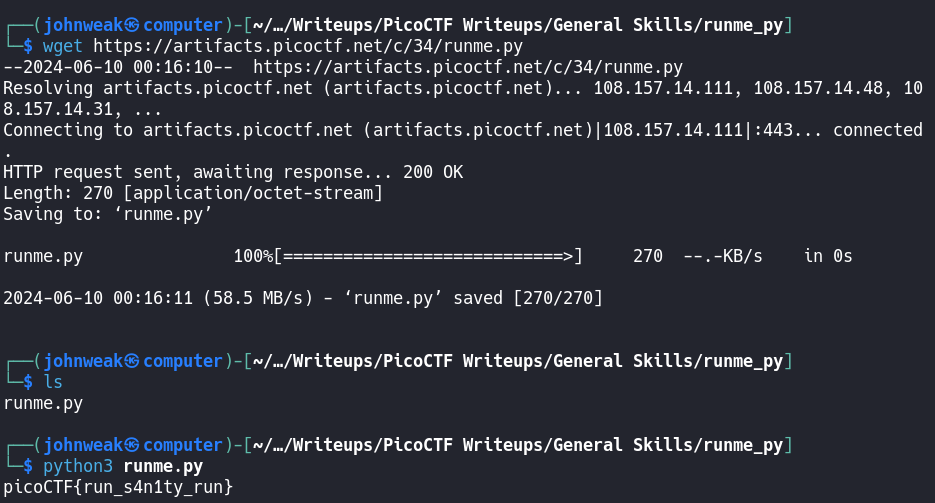 ┌──(johnweak㉿computer)-[~/…/Writeups/PicoCTF Writeups/General Skills/runme_py]
└─$ wget https://artifacts.picoctf.net/c/34/runme.py
--2024-06-10 00:16:10--  https://artifacts.picoctf.net/c/34/runme.py
Resolving artifacts.picoctf.net (artifacts.picoctf.net)... 108.157.14.111, 108.157.14.48, 10
8.157.14.31, ...
Connecting to artifacts.picoctf.net (artifacts.picoctf.net)|108.157.14.111|:443... connected
.
HTTP request sent, awaiting response... 200 OK
Length: 270 [application/octet-stream]
Saving to: ‘runme.py’
runme.py               100%[============================>]     270  --.-KB/s    in 0s
2024-06-10 00:16:11 (58.5 MB/s) - ‘runme.py’ saved [270/270]
┌──(johnweak㉿computer)-[~/…/Writeups/PicoCTF Writeups/General Skills/runme_py]
└─$ ls
runme.py
┌──(johnweak㉿computer)-[~/…/Writeups/PicoCTF Writeups/General Skills/runme_py]
└─$ python3 runme.py
picoCTF{run_s4n1ty_run}